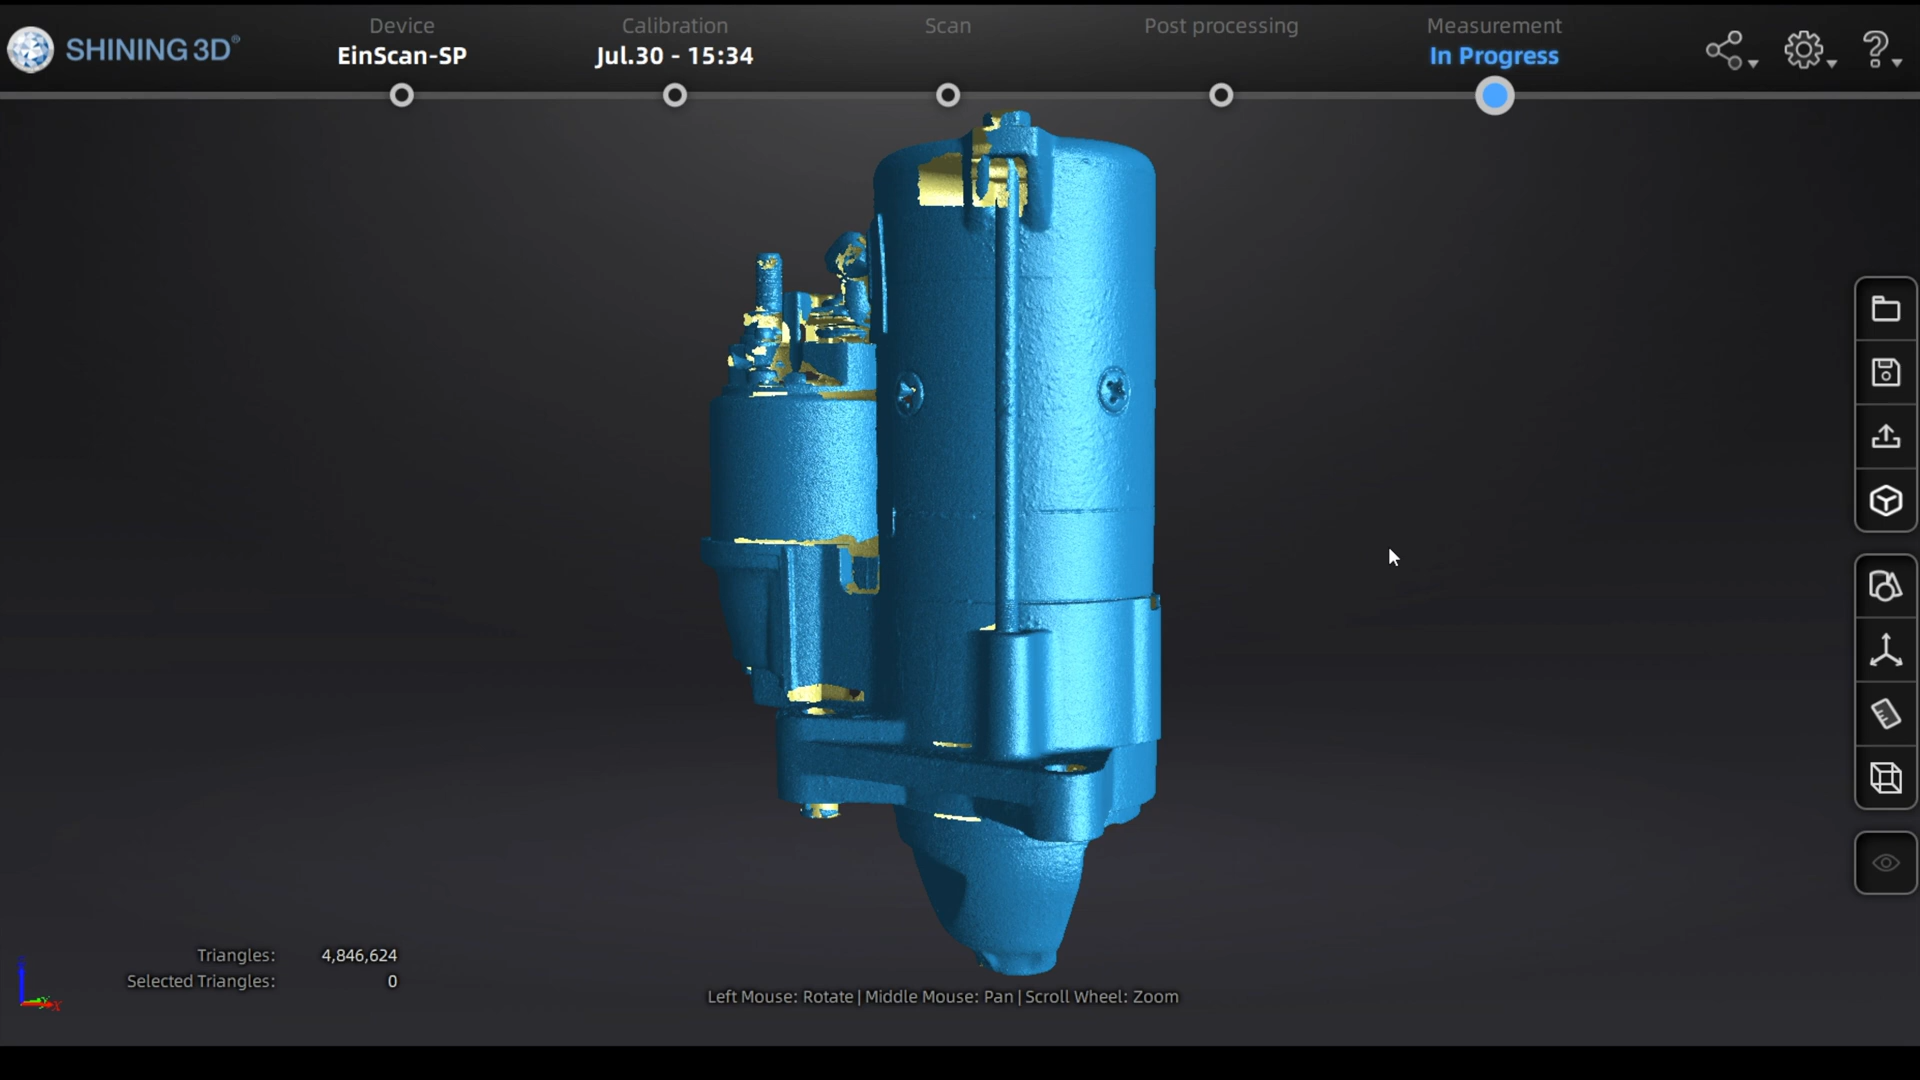 SHINING 3D®
Device
EinScan-SP
Calibration
Jul.30 - 15:34
Scan
Post processing
Measurement
In Progress
Triangles: 4,846,624
Selected Triangles: 0
Left Mouse: Rotate | Middle Mouse: Pan | Scroll Wheel: Zoom